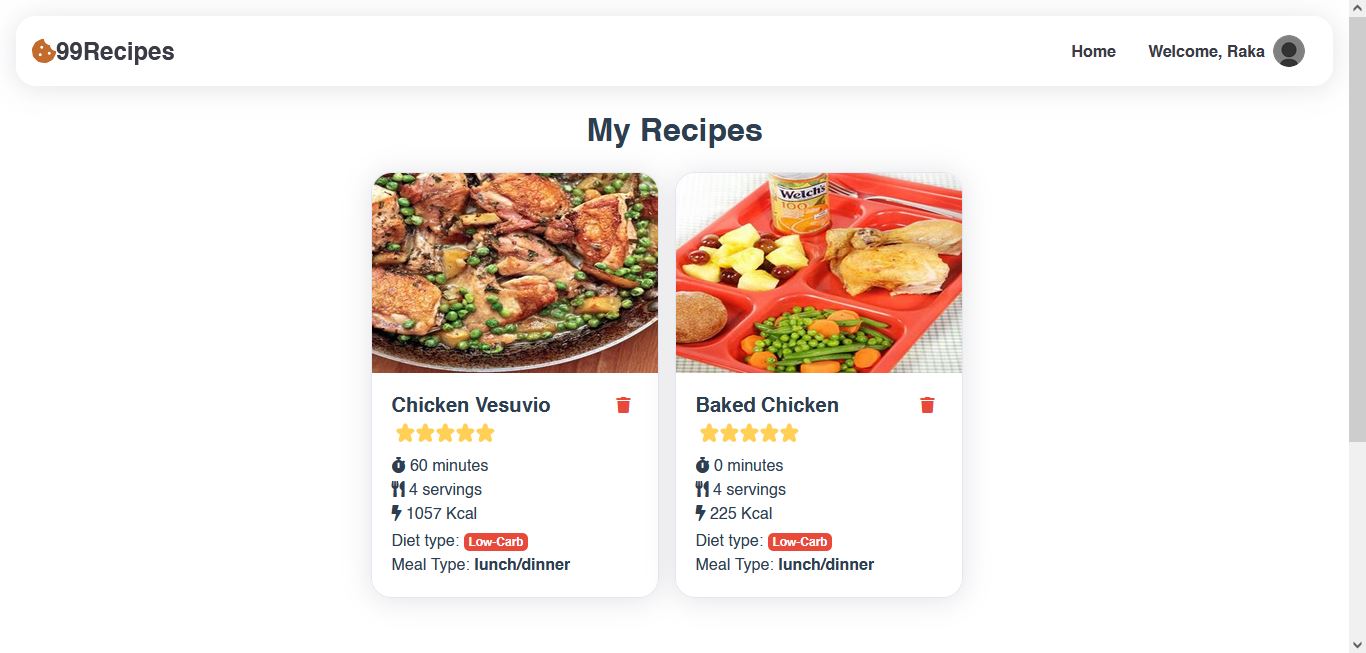 99Recipes
Home
Welcome, Raka
My Recipes
Welch's
100
Chicken Vesuvio
60 minutes
4 servings
1057 Kcal
Diet type: Low-Carb
Meal Type: lunch/dinner
Baked Chicken
0 minutes
4 servings
225 Kcal
Diet type: Low-Carb
Meal Type: lunch/dinner